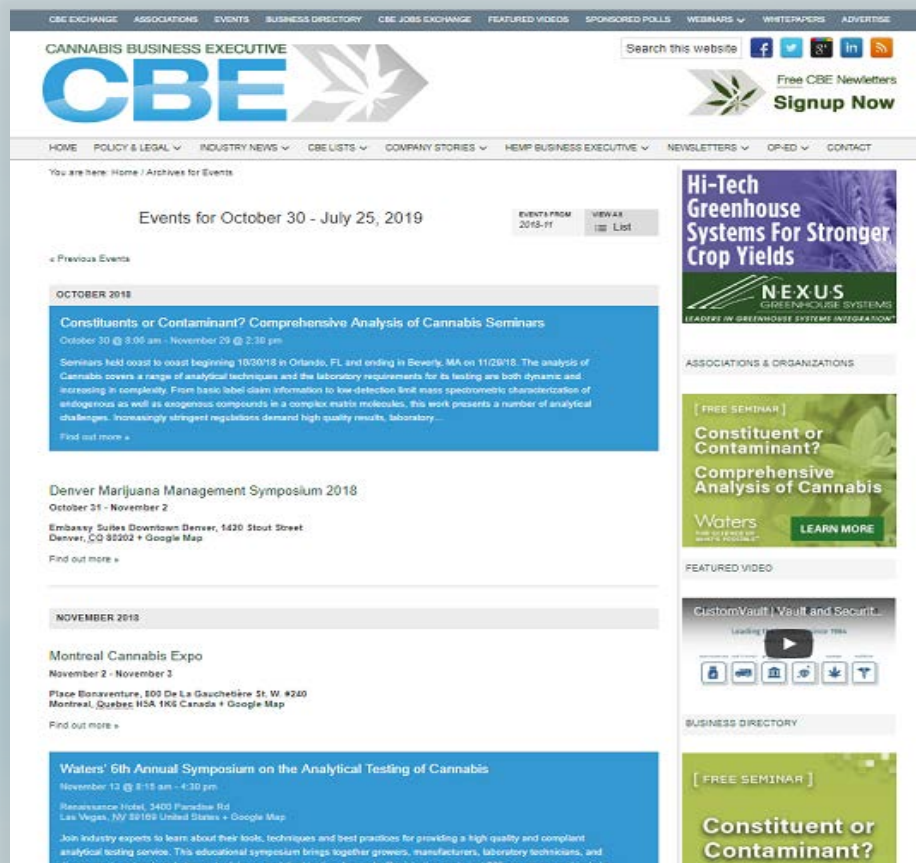 CBE EXCHANGE ASSOCIATIONS EVENTS BUSINESS DIRECTORY CBE JOBS EXCHANGE FEATURED VIDEOS SPONSORED POLLS WEBINARS WHITEPAPERS ADVERTISE
CANNABIS BUSINESS EXECUTIVE
CBE
Search this website
Free CBE Newletters
Signup Now
HOME POLICY & LEGAL INDUSTRY NEWS CBE LISTS COMPANY STORIES HEMP BUSINESS EXECUTIVE NEWSLETTERS OP-ED CONTACT
You are here: Home / Archives for Events
Events for October 30 - July 25, 2019
EVENTS FROM
2018-11
VIEW AS
List
« Previous Events
OCTOBER 2018
Constituents or Contaminant? Comprehensive Analysis of Cannabis Seminars
October 30 @ 8:00 am - November 29 @ 2:30 pm
Seminars held coast to coast beginning 10/30/18 in Orlando, FL and ending in Beverly, MA on 11/29/18. The analysis of
Cannabis covers a range of analytical techniques and the laboratory requirements for its testing are both dynamic and
increasing in complexity. From basic label claim information to low-detection limit mass spectrometric characterization of
endogenous as well as exogenous compounds in a complex matrix molecules, this work presents a number of analytical
challenges. Increasingly stringent regulations demand high quality results, laboratory...
Find out more »
Denver Marijuana Management Symposium 2018
October 31 - November 2
Embassy Suites Downtown Denver, 1420 Stout Street
Denver, CO 80202 + Google Map
Find out more »
NOVEMBER 2018
Montreal Cannabis Expo
November 2 - November 3
Place Bonaventure, 800 De La Gauchetière St. W. #240
Montreal, Quebec H5A 1K6 Canada + Google Map
Find out more »
Waters' 6th Annual Symposium on the Analytical Testing of Cannabis
November 13 @ 8:15 am - 4:30 pm
Renaissance Hotel, 3400 Paradise Rd
Las Vegas, NV 89169 United States + Google Map
Join industry experts to learn about their tools, techniques and best practices for providing a high quality and compliant
analytical testing service. This educational symposium brings together growers, manufacturers, laboratory technicians, and
Hi-Tech
Greenhouse
Systems For Stronger
Crop Yields
NEXUS
GREENHOUSE SYSTEMS
LEADERS IN GREENHOUSE SYSTEMS INTEGRATION
ASSOCIATIONS & ORGANIZATIONS
[ FREE SEMINAR ]
Constituent or
Contaminant?
Comprehensive
Analysis of Cannabis
Waters
THE SCIENCE OF
WHAT'S POSSIBLE
LEARN MORE
FEATURED VIDEO
CustomVault | Vault and Securit...
Leading since 1984
BUSINESS DIRECTORY
[ FREE SEMINAR ]
Constituent or
Contaminant?